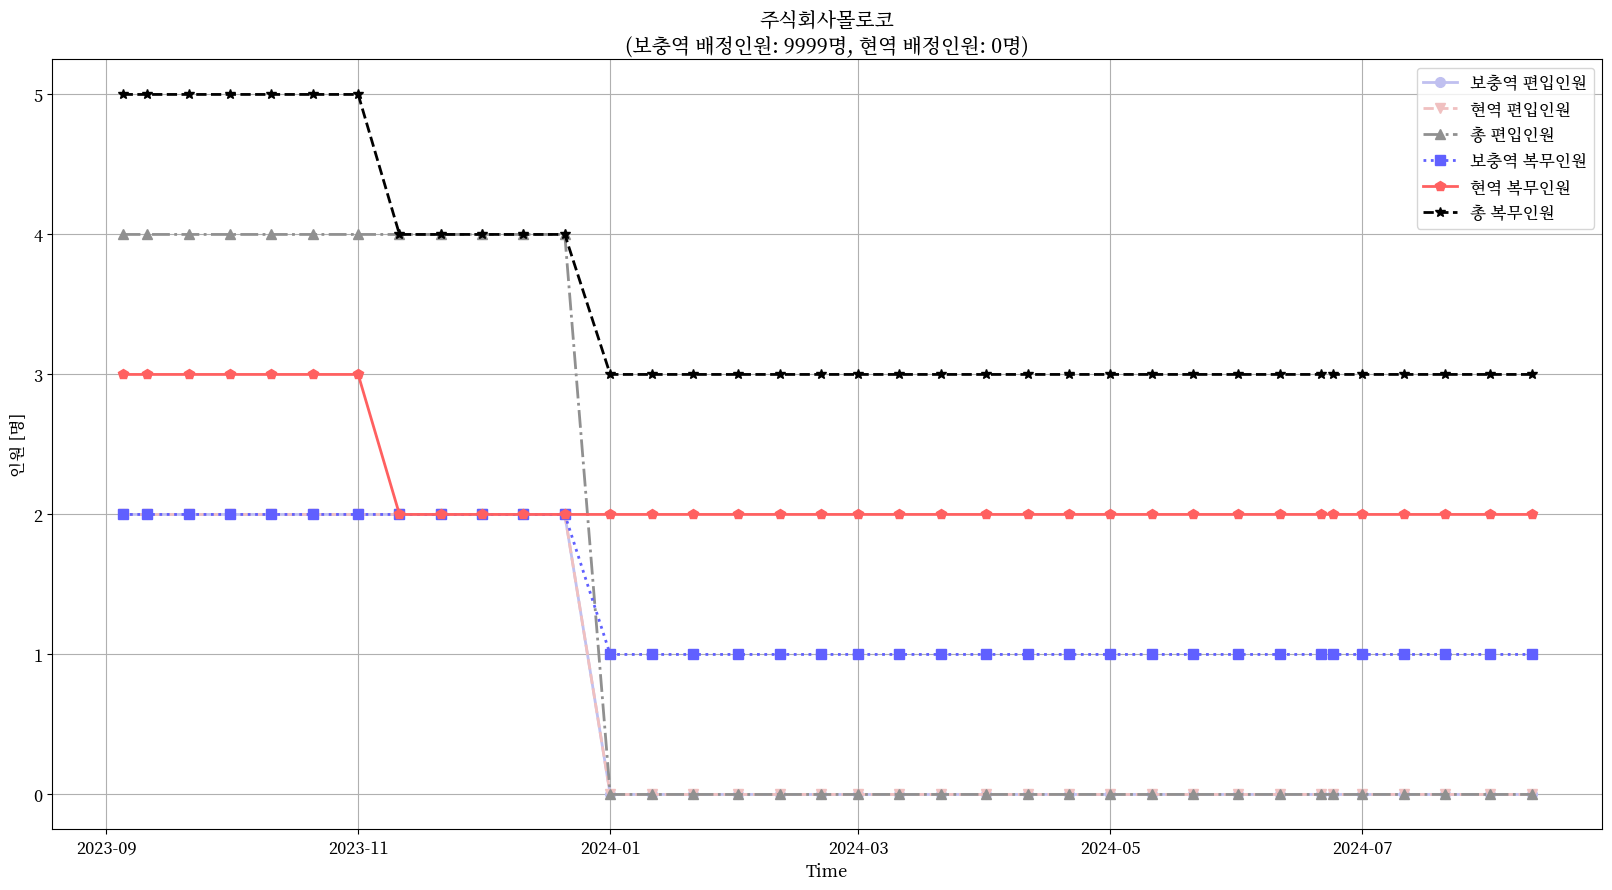 주식회사몰로코
(보충역 배정인원: 9999명, 현역 배정인원: 0명)
보충역 편입인원
현역 편입인원
총 편입인원
보충역 복무인원
현역 복무인원
총 복무인원
5
4
3
2
1
0
인원 [명]
2023-09
2023-11
2024-01
2024-03
2024-05
2024-07
Time